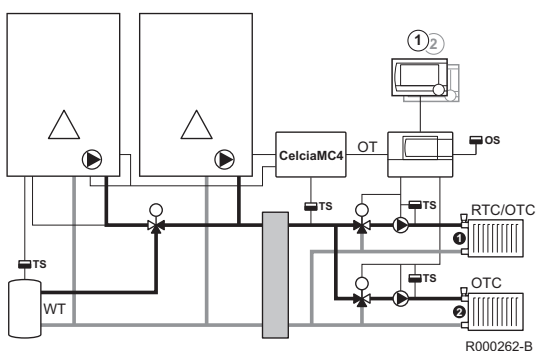 1 2
CelciaMC4
OT
OS
TS
TS
RTC/OTC
1
TS
TS
OTC
2
WT
R000262-B